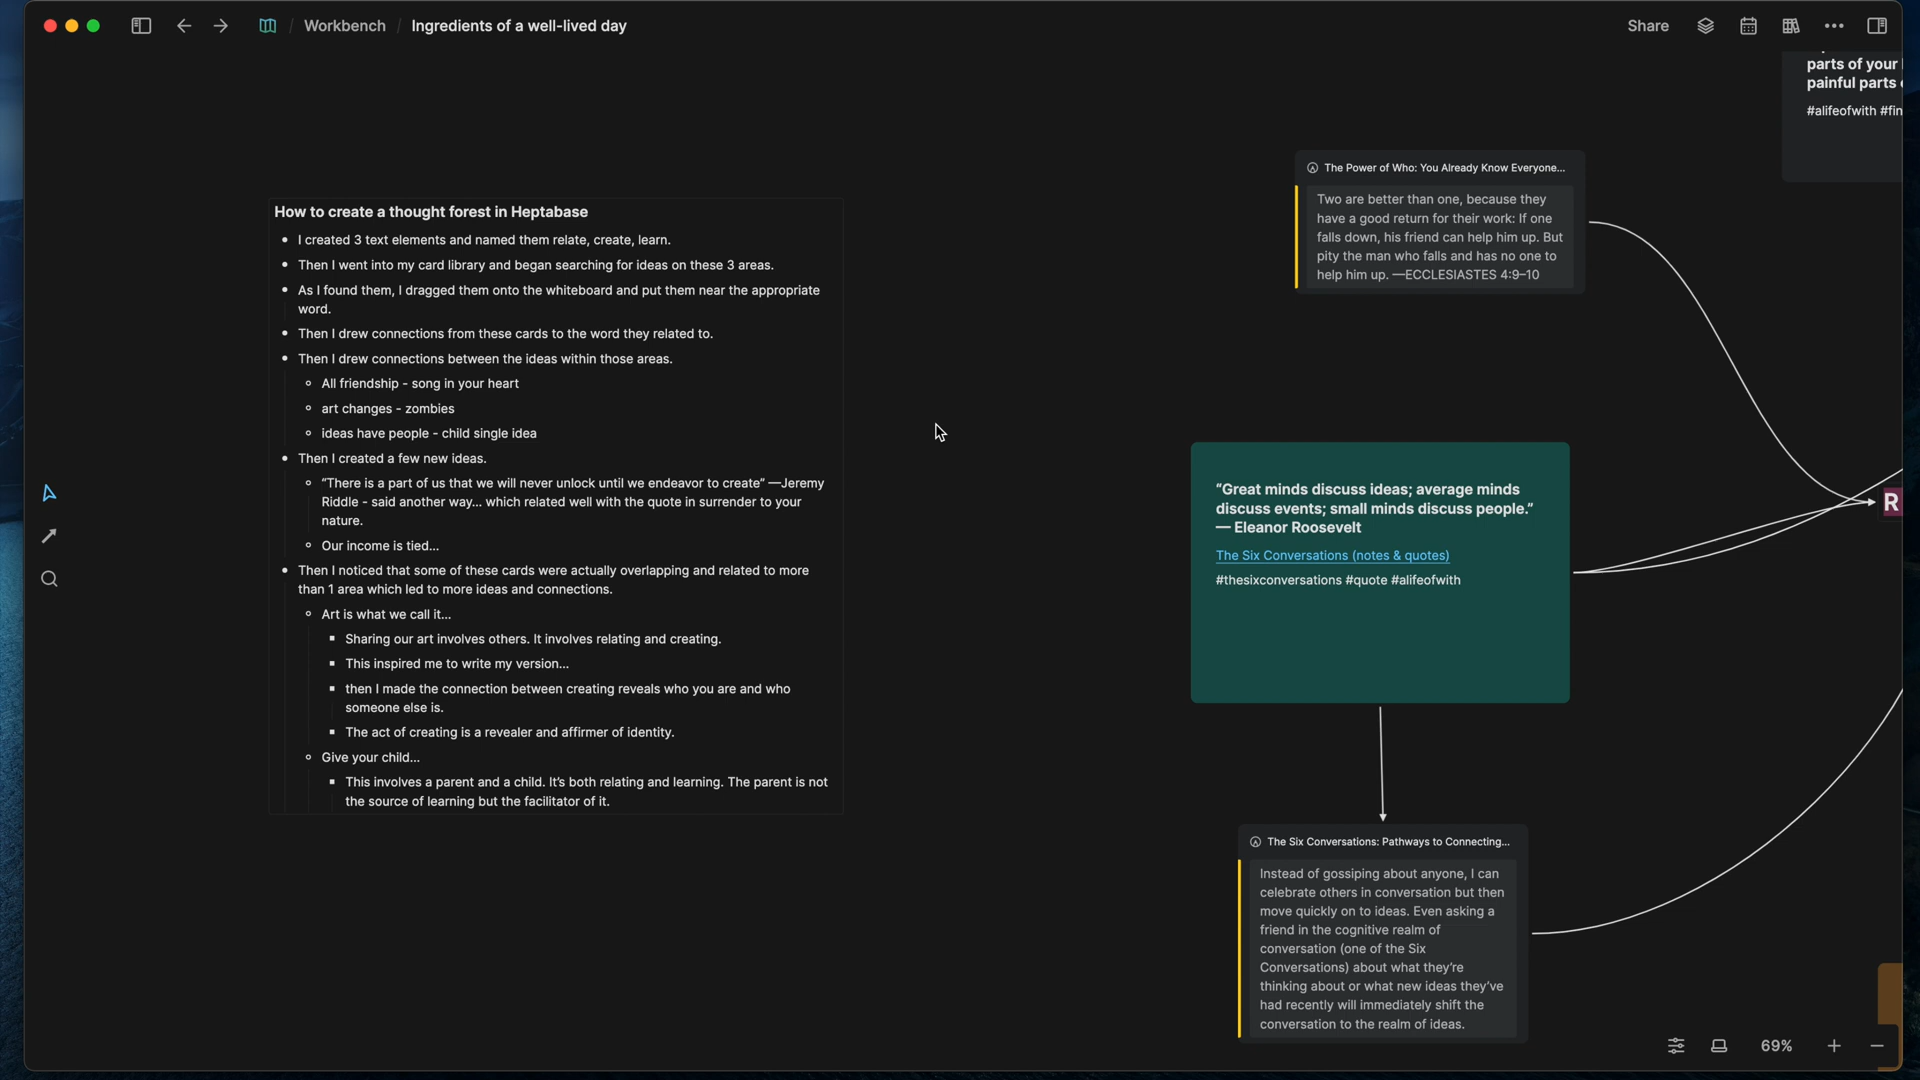 Workbench / Ingredients of a well-lived day
Share
parts of your
painful parts
#alifeofwith #fin
The Power of Who: You Already Know Everyone...
Two are better than one, because they
have a good return for their work: If one
falls down, his friend can help him up. But
pity the man who falls and has no one to
help him up. —ECCLESIASTES 4:9–10
How to create a thought forest in Heptabase
• I created 3 text elements and named them relate, create, learn.
• Then I went into my card library and began searching for ideas on these 3 areas.
• As I found them, I dragged them onto the whiteboard and put them near the appropriate
word.
• Then I drew connections from these cards to the word they related to.
• Then I drew connections between the ideas within those areas.
◦ All friendship - song in your heart
◦ art changes - zombies
◦ ideas have people - child single idea
• Then I created a few new ideas.
◦ “There is a part of us that we will never unlock until we endeavor to create” —Jeremy
Riddle - said another way... which related well with the quote in surrender to your
nature.
◦ Our income is tied...
• Then I noticed that some of these cards were actually overlapping and related to more
than 1 area which led to more ideas and connections.
◦ Art is what we call it...
▪ Sharing our art involves others. It involves relating and creating.
▪ This inspired me to write my version...
▪ then I made the connection between creating reveals who you are and who
someone else is.
▪ The act of creating is a revealer and affirmer of identity.
◦ Give your child...
▪ This involves a parent and a child. It’s both relating and learning. The parent is not
the source of learning but the facilitator of it.
“Great minds discuss ideas; average minds
discuss events; small minds discuss people.”
— Eleanor Roosevelt
The Six Conversations (notes & quotes)
#thesixconversations #quote #alifeofwith
R
The Six Conversations: Pathways to Connecting...
Instead of gossiping about anyone, I can
celebrate others in conversation but then
move quickly on to ideas. Even asking a
friend in the cognitive realm of
conversation (one of the Six
Conversations) about what they’re
thinking about or what new ideas they’ve
had recently will immediately shift the
conversation to the realm of ideas.
69%